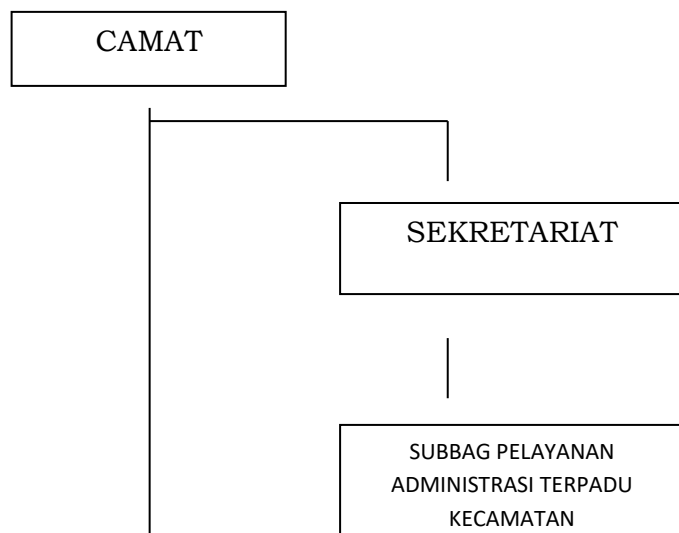 CAMAT
SEKRETARIAT
SUBBAG PELAYANAN
ADMINISTRASI TERPADU
KECAMATAN